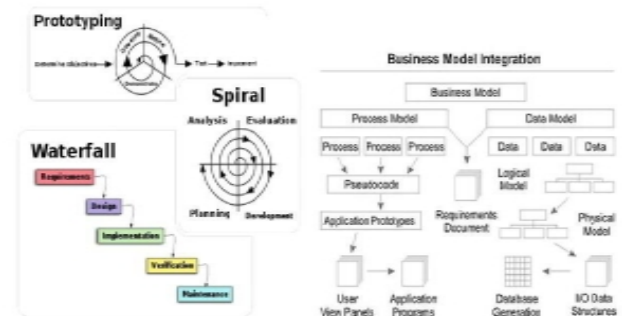 Prototyping
Test
Implement
Spiral
Analysis Evaluation
Planning Development
Waterfall
Requirements
Design
Implementation
Verification
Maintenance
Business Model Integration
Business Model
Process Model
Data Model
Process Process Process
Data Data Data
Pseudocode
Logical
Model
Application Prototypes
Requirements
Document
Physical
Model
User
View Panels
Application
Programs
Database
Generation
I/O Data
Structures